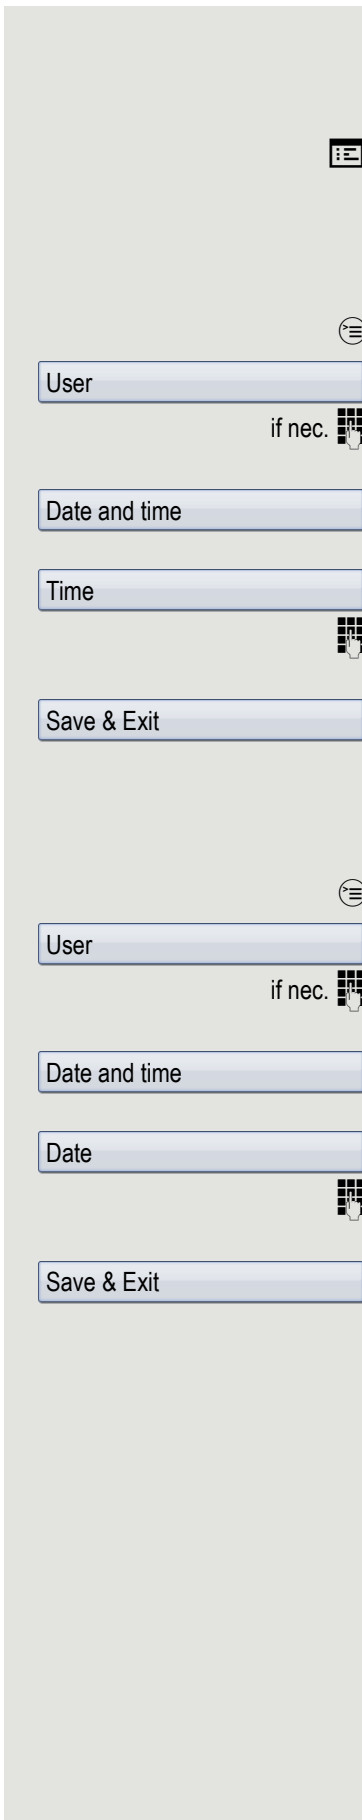 User
if nec.
Date and time
Time
Save & Exit
User
if nec.
Date and time
Date
Save & Exit